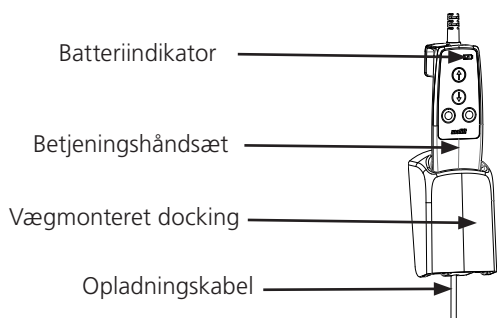 Batteriindikator
Betjeningshåndsæt
Vægmonteret docking
Opladningskabel